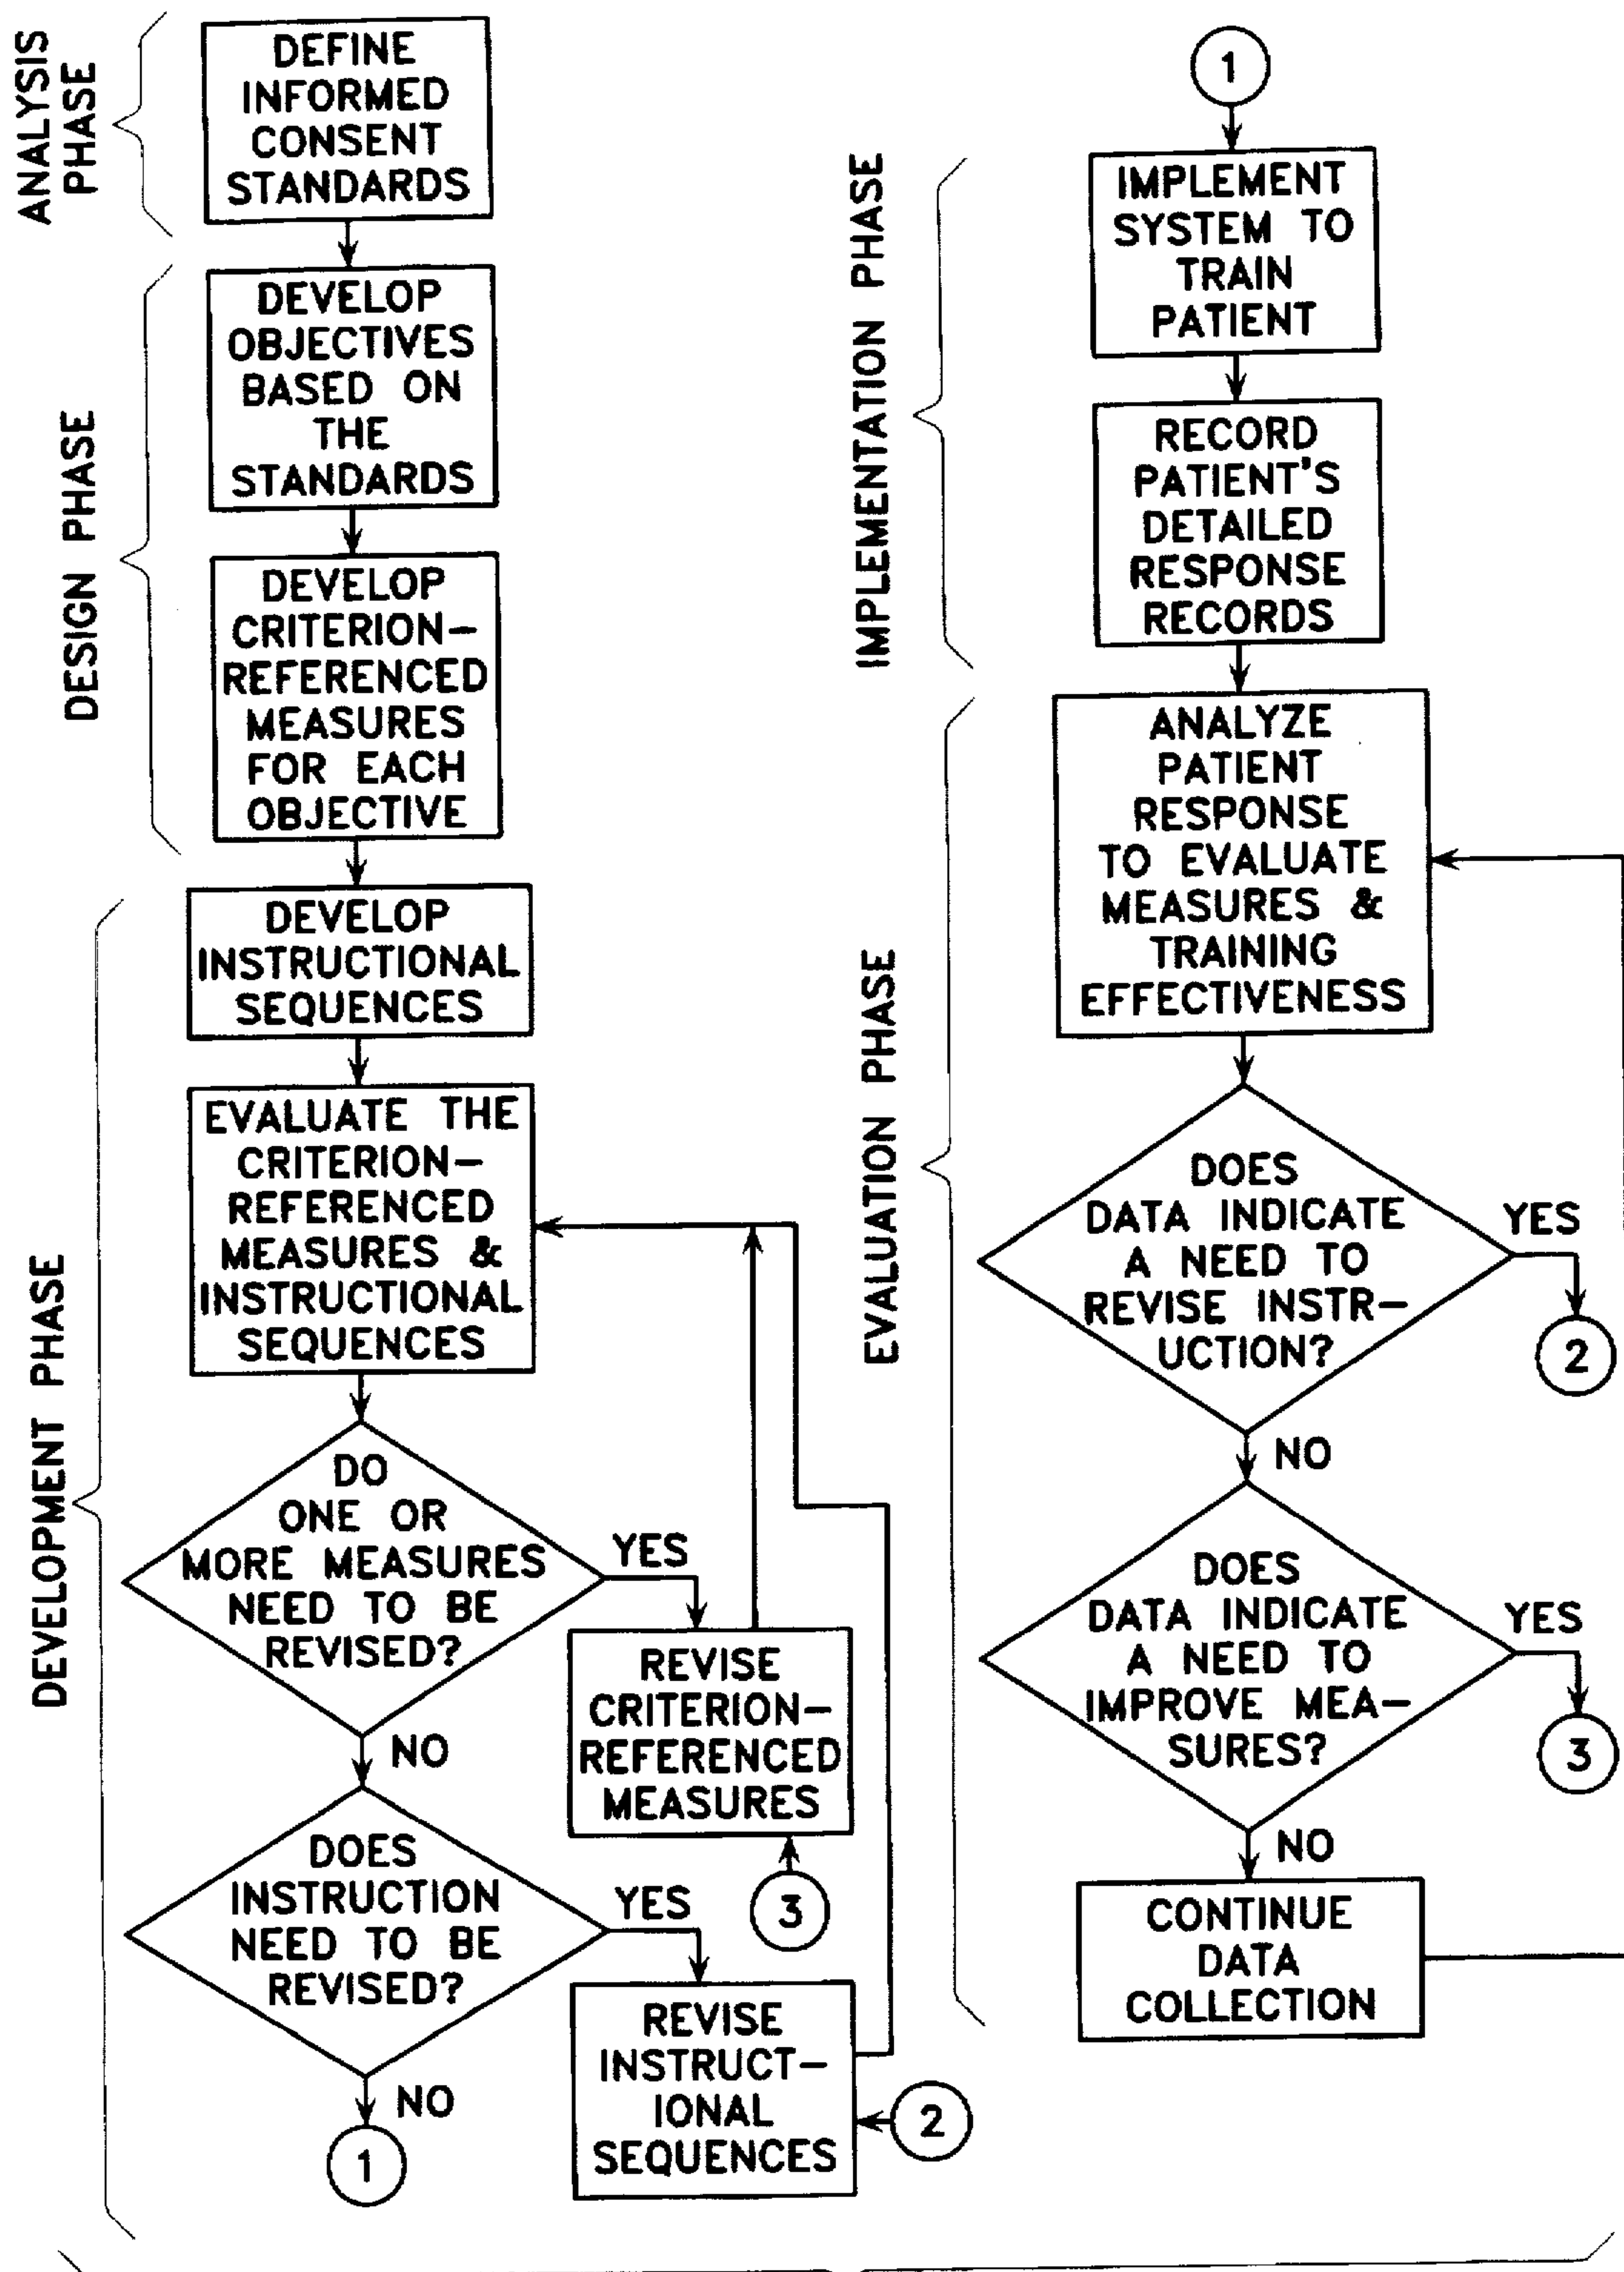 ANALYSIS
PHASE
DEFINE
INFORMED
CONSENT
STANDARDS
DESIGN PHASE
DEVELOP
OBJECTIVES
BASED ON
THE
STANDARDS
DEVELOP
CRITERION-
REFERENCED
MEASURES
FOR EACH
OBJECTIVE
DEVELOPMENT PHASE
DEVELOP
INSTRUCTIONAL
SEQUENCES
EVALUATE THE
CRITERION-
REFERENCED
MEASURES &
INSTRUCTIONAL
SEQUENCES
DO
ONE OR
MORE MEASURES
NEED TO BE
REVISED?
YES
NO
REVISE
CRITERION-
REFERENCED
MEASURES
3
DOES
INSTRUCTION
NEED TO BE
REVISED?
YES
NO
REVISE
INSTRUCT-
IONAL
SEQUENCES
2
1
1
IMPLEMENTATION PHASE
IMPLEMENT
SYSTEM TO
TRAIN
PATIENT
RECORD
PATIENT'S
DETAILED
RESPONSE
RECORDS
EVALUATION PHASE
ANALYZE
PATIENT
RESPONSE
TO EVALUATE
MEASURES &
TRAINING
EFFECTIVENESS
DOES
DATA INDICATE
A NEED TO
REVISE INSTR-
UCTION?
YES
2
NO
DOES
DATA INDICATE
A NEED TO
IMPROVE MEA-
SURES?
YES
3
NO
CONTINUE
DATA
COLLECTION